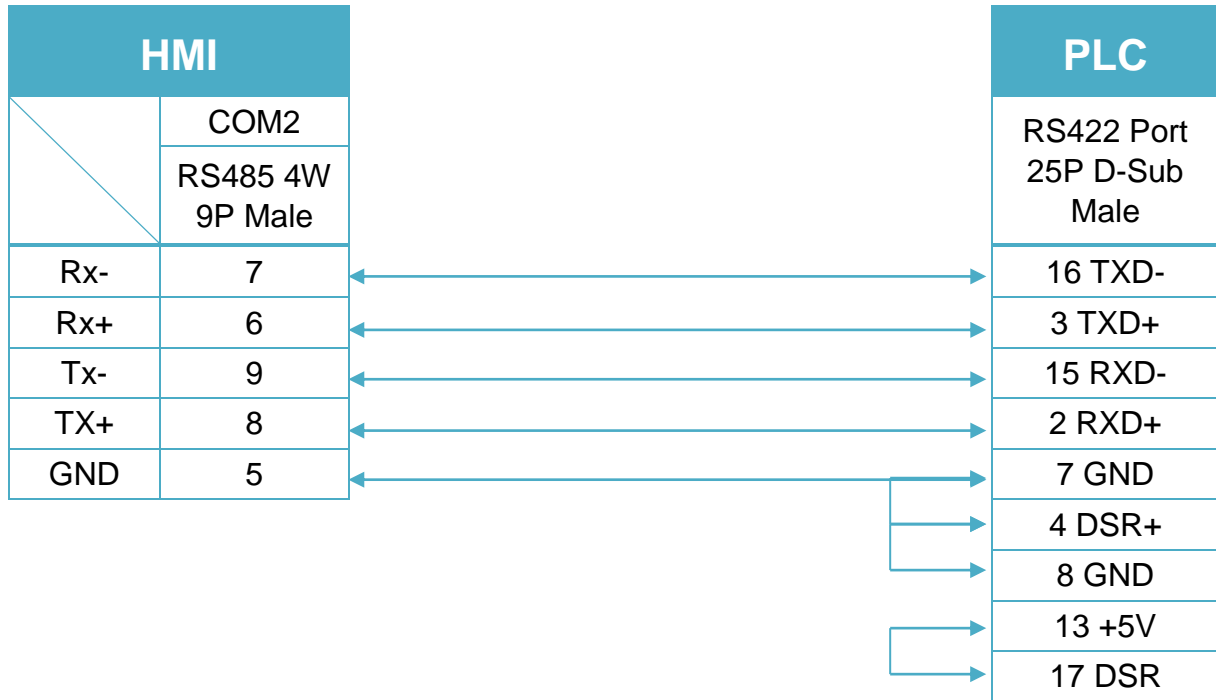 HMI
PLC
COM2
RS485 4W
9P Male
RS422 Port
25P D-Sub
Male
Rx- 7 16 TXD-
Rx+ 6 3 TXD+
Tx- 9 15 RXD-
TX+ 8 2 RXD+
GND 5 7 GND
4 DSR+
8 GND
13 +5V
17 DSR